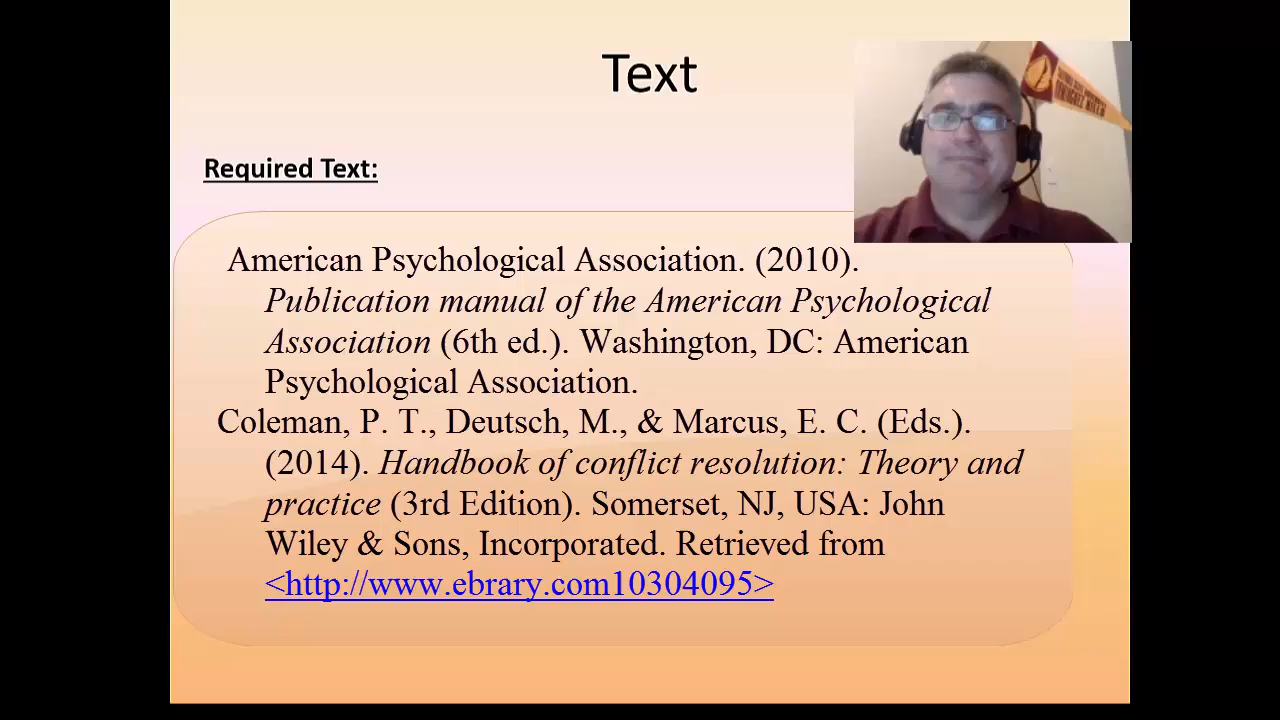 Text
Required Text:
American Psychological Association. (2010).
Publication manual of the American Psychological
Association (6th ed.). Washington, DC: American
Psychological Association.
Coleman, P. T., Deutsch, M., & Marcus, E. C. (Eds.).
(2014). Handbook of conflict resolution: Theory and
practice (3rd Edition). Somerset, NJ, USA: John
Wiley & Sons, Incorporated. Retrieved from
<http://www.ebrary.com10304095>